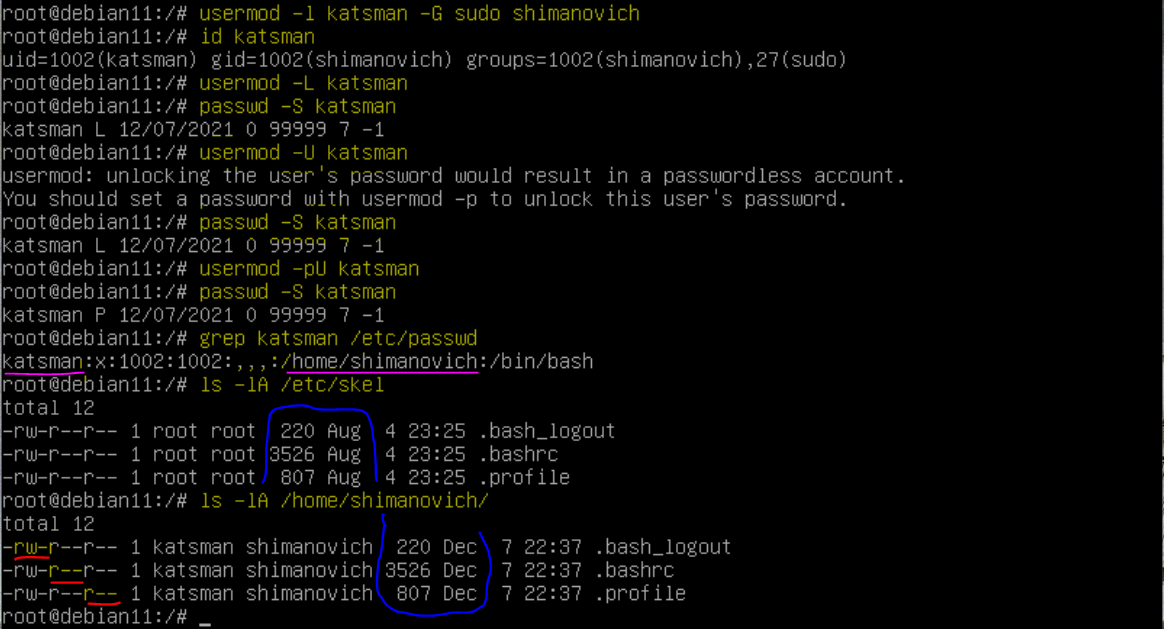 root@debian11:/# usermod -l katsman -G sudo shimanovich
root@debian11:/# id katsman
uid=1002(katsman) gid=1002(shimanovich) groups=1002(shimanovich),27(sudo)
root@debian11:/# usermod -L katsman
root@debian11:/# passwd -S katsman
katsman L 12/07/2021 0 99999 7 -1
root@debian11:/# usermod -U katsman
usermod: unlocking the user's password would result in a passwordless account.
You should set a password with usermod -p to unlock this user's password.
root@debian11:/# passwd -S katsman
katsman L 12/07/2021 0 99999 7 -1
root@debian11:/# usermod -pU katsman
root@debian11:/# passwd -S katsman
katsman P 12/07/2021 0 99999 7 -1
root@debian11:/# grep katsman /etc/passwd
katsman:x:1002:1002:,,,:/home/shimanovich:/bin/bash
root@debian11:/# ls -lA /etc/skel
total 12
-rw-r--r-- 1 root root  220 Aug  4 23:25 .bash_logout
-rw-r--r-- 1 root root 3526 Aug  4 23:25 .bashrc
-rw-r--r-- 1 root root  807 Aug  4 23:25 .profile
root@debian11:/# ls -lA /home/shimanovich/
total 12
-rw-r--r-- 1 katsman shimanovich  220 Dec  7 22:37 .bash_logout
-rw-r--r-- 1 katsman shimanovich 3526 Dec  7 22:37 .bashrc
-rw-r--r-- 1 katsman shimanovich  807 Dec  7 22:37 .profile
root@debian11:/# _